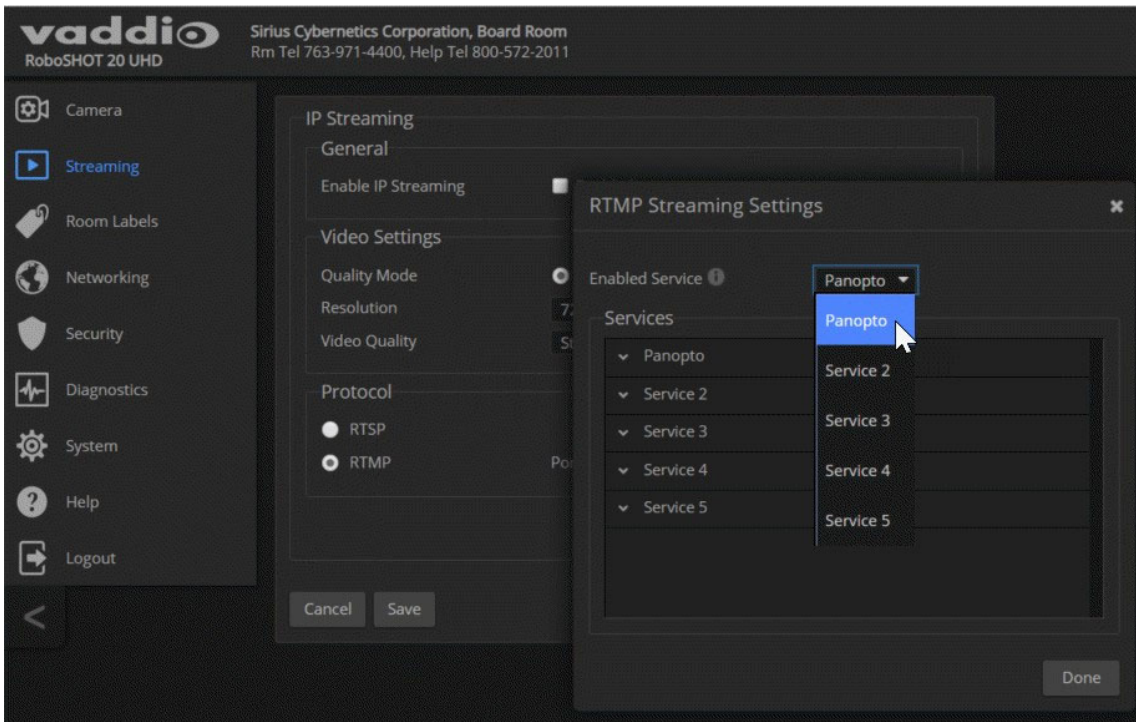 vaddio
RoboSHOT 20 UHD
Sirius Cybernetics Corporation, Board Room
Rm Tel 763-971-4400, Help Tel 800-572-2011
Camera
Streaming
Room Labels
Networking
Security
Diagnostics
System
Help
Logout
IP Streaming
General
Enable IP Streaming
Video Settings
Quality Mode
Resolution
Video Quality
Protocol
RTSP
RTMP
Cancel
Save
RTMP Streaming Settings
Enabled Service
Panopto
Services
Panopto
Service 2
Service 3
Service 4
Service 5
Panopto
Service 2
Service 3
Service 4
Service 5
Done